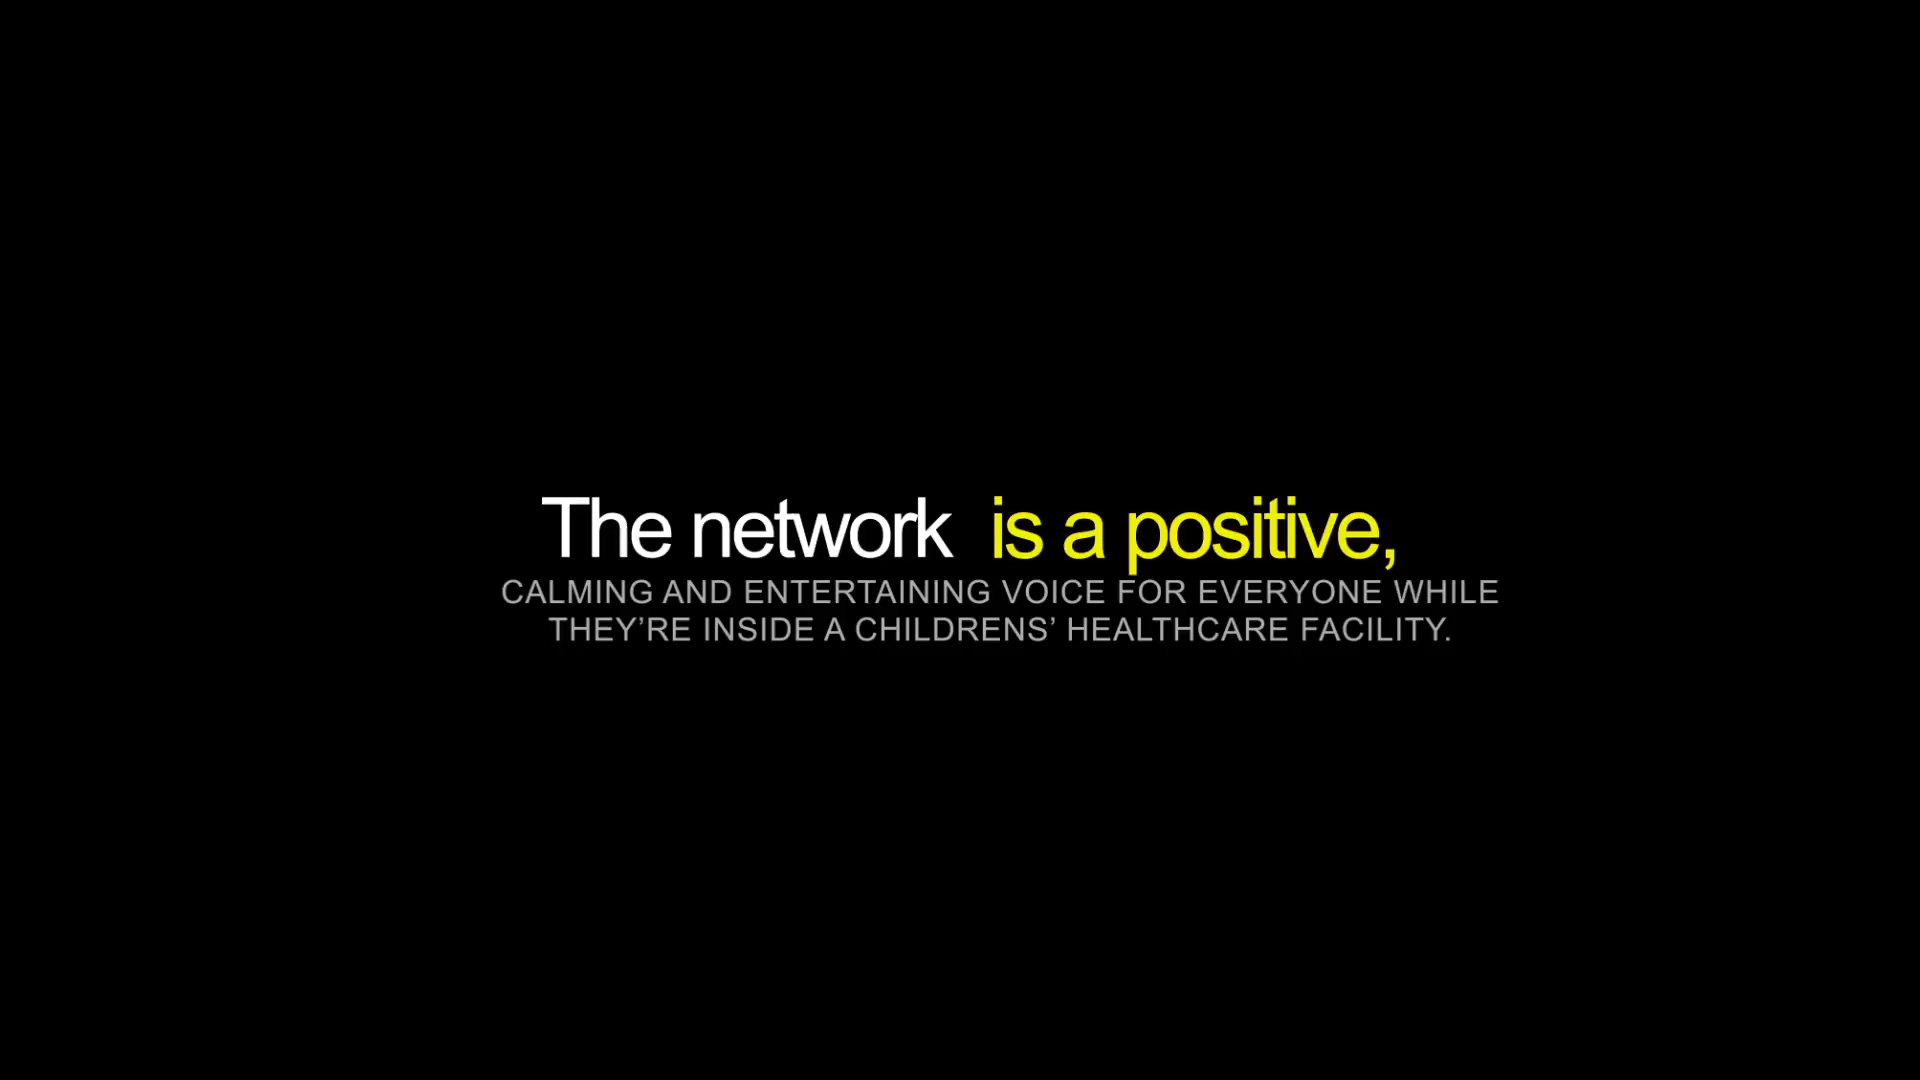 The network is a positive,
CALMING AND ENTERTAINING VOICE FOR EVERYONE WHILE
THEY’RE INSIDE A CHILDRENS’ HEALTHCARE FACILITY.